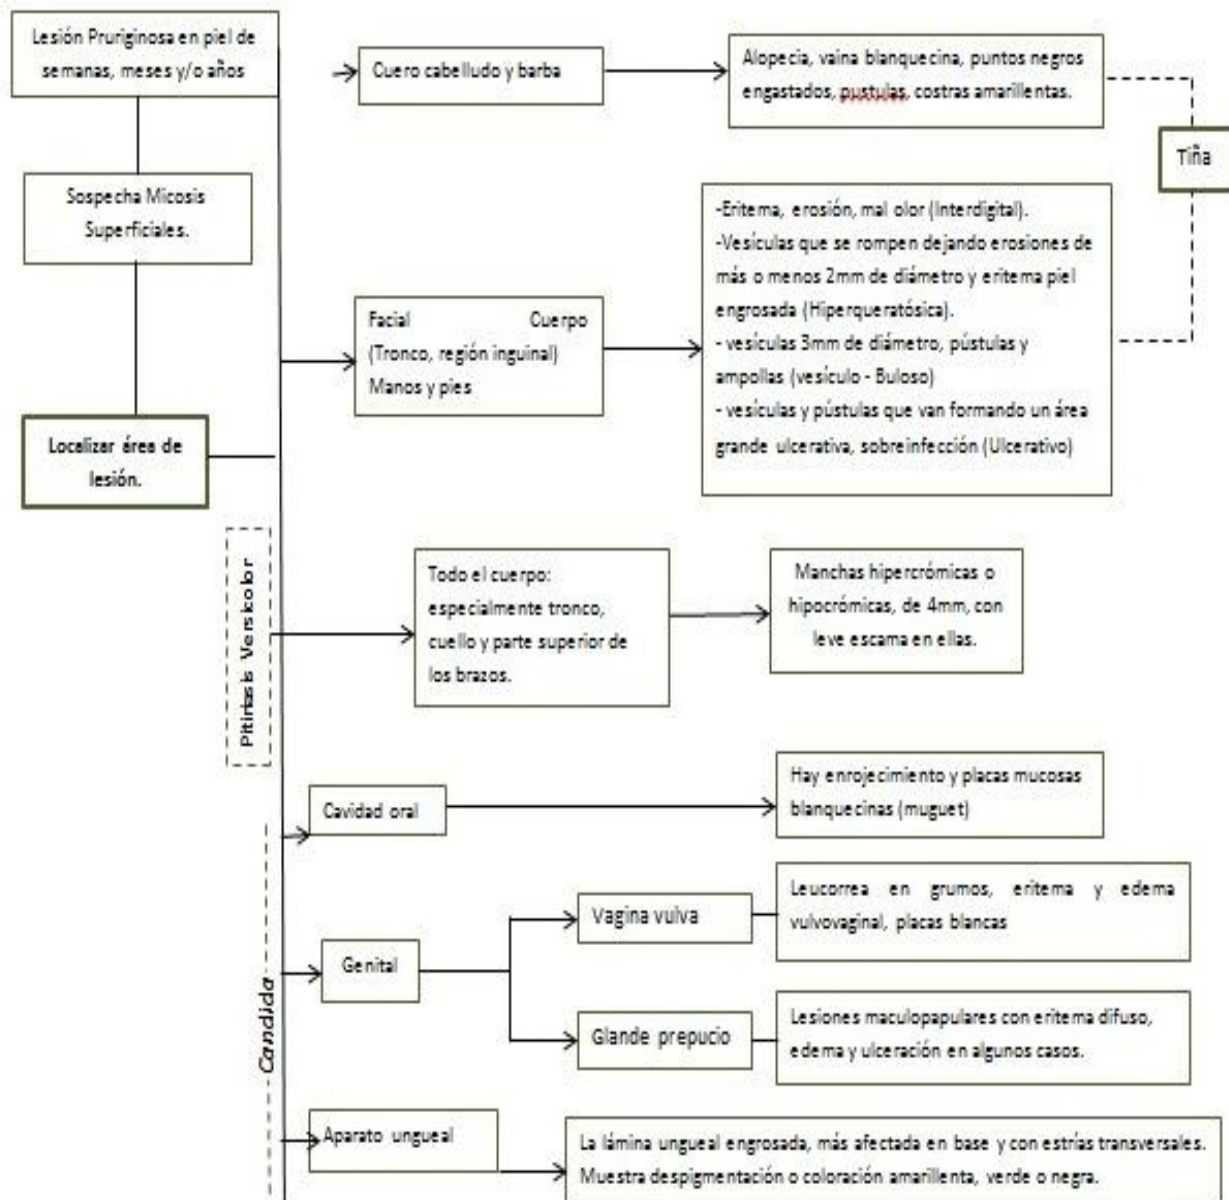 Lesión Pruriginosa en piel de
semanas, meses y/o años
Sospecha Micosis
Superficiales.
Localizar área de
lesión.
Cuero cabelludo y barba
Alopecia, vaina blanquecina, puntos negros
engastados, pustulas, costras amarillentas.
Tiña
Facial Cuerpo
(Tronco, región inguinal)
Manos y pies
-Eritema, erosión, mal olor (Interdigital).
-Vesículas que se rompen dejando erosiones de
más o menos 2mm de diámetro y eritema piel
engrosada (Hiperqueratósica).
- vesículas 3mm de diámetro, pústulas y
ampollas (vesículo - Buloso)
- vesículas y pústulas que van formando un área
grande ulcerativa, sobreinfección (Ulcerativo)
Pitiriasis Versicolor
Todo el cuerpo:
especialmente tronco,
cuello y parte superior de
los brazos.
Manchas hipercrómicas o
hipocrómicas, de 4mm, con
leve escama en ellas.
Candida
Cavidad oral
Hay enrojecimiento y placas mucosas
blanquecinas (muguet)
Genital
Vagina vulva
Leucorrea en grumos, eritema y edema
vulvovaginal, placas blancas
Glande prepucio
Lesiones maculopapulares con eritema difuso,
edema y ulceración en algunos casos.
Aparato ungueal
La lámina ungueal engrosada, más afectada en base y con estrías transversales.
Muestra despigmentación o coloración amarillenta, verde o negra.